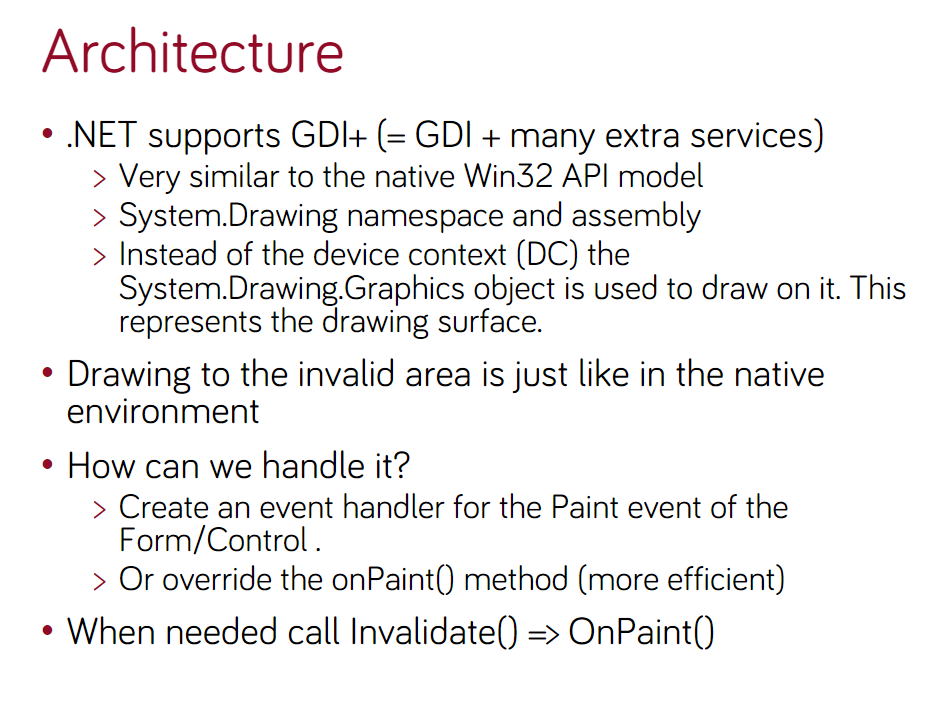 Architecture
• .NET supports GDI+ (= GDI + many extra services)
> Very similar to the native Win32 API model
> System.Drawing namespace and assembly
> Instead of the device context (DC) the
System.Drawing.Graphics object is used to draw on it. This
represents the drawing surface.
• Drawing to the invalid area is just like in the native
environment
• How can we handle it?
> Create an event handler for the Paint event of the
Form/Control .
> Or override the onPaint() method (more efficient)
• When needed call Invalidate() => OnPaint()